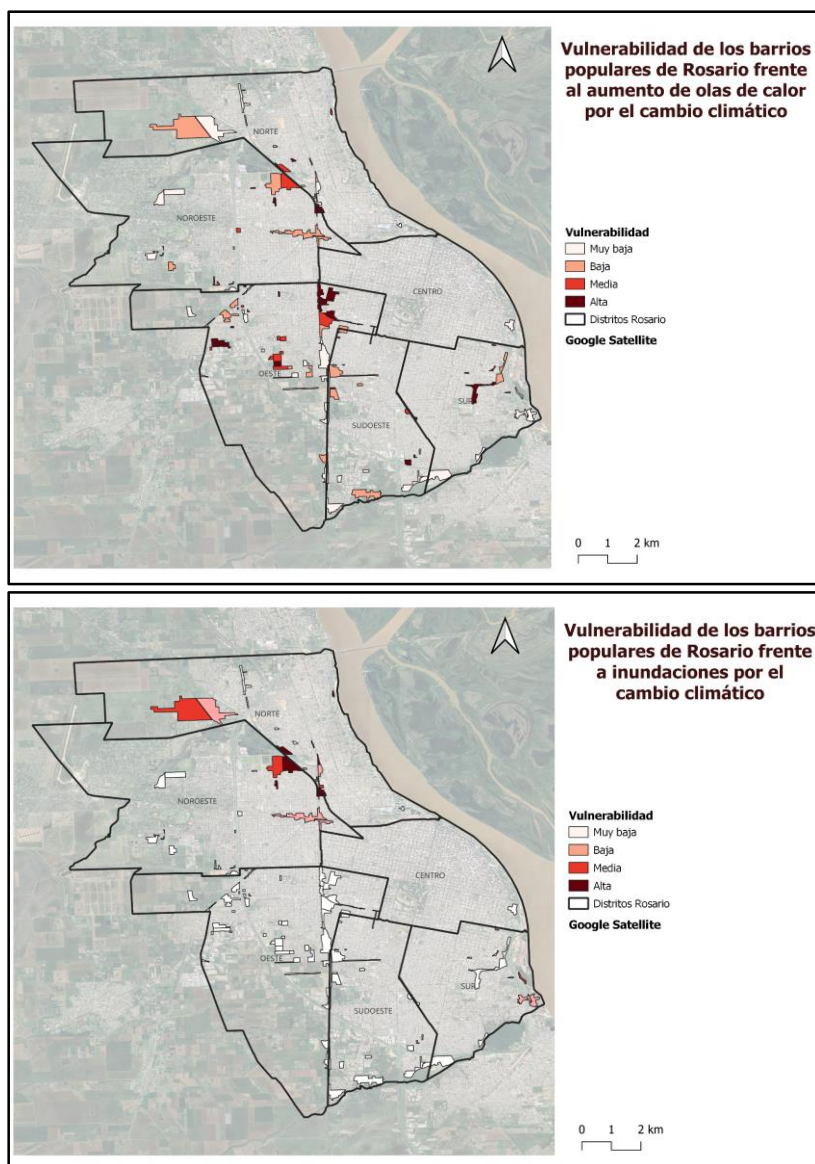 Vulnerabilidad de los barrios
populares de Rosario frente
al aumento de olas de calor
por el cambio climático
NORTE
NOROESTE
CENTRO
OESTE
SUR
SUDOESTE
Vulnerabilidad
Muy baja
Baja
Media
Alta
Distritos Rosario
Google Satellite
0 1 2 km
Vulnerabilidad de los barrios
populares de Rosario frente
a inundaciones por el
cambio climático
NORTE
NOROESTE
CENTRO
OESTE
SUR
SUDOESTE
Vulnerabilidad
Muy baja
Baja
Media
Alta
Distritos Rosario
Google Satellite
0 1 2 km